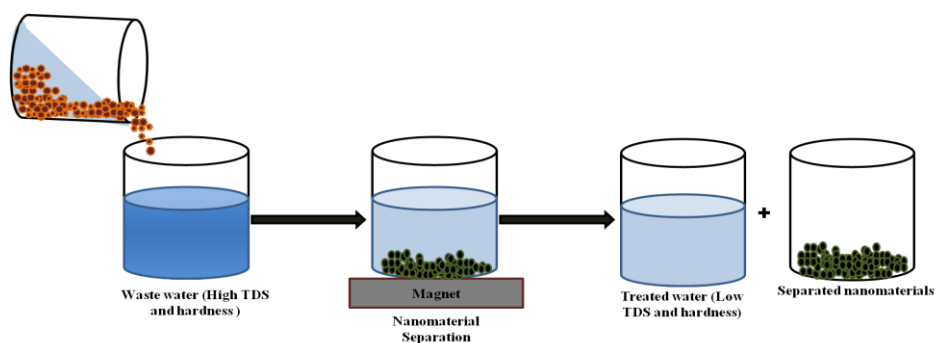 Waste water (High TDS
and hardness )
Magnet
Nanomaterial
Separation
Treated water (Low
TDS and hardness)
+
Separated nanomaterials